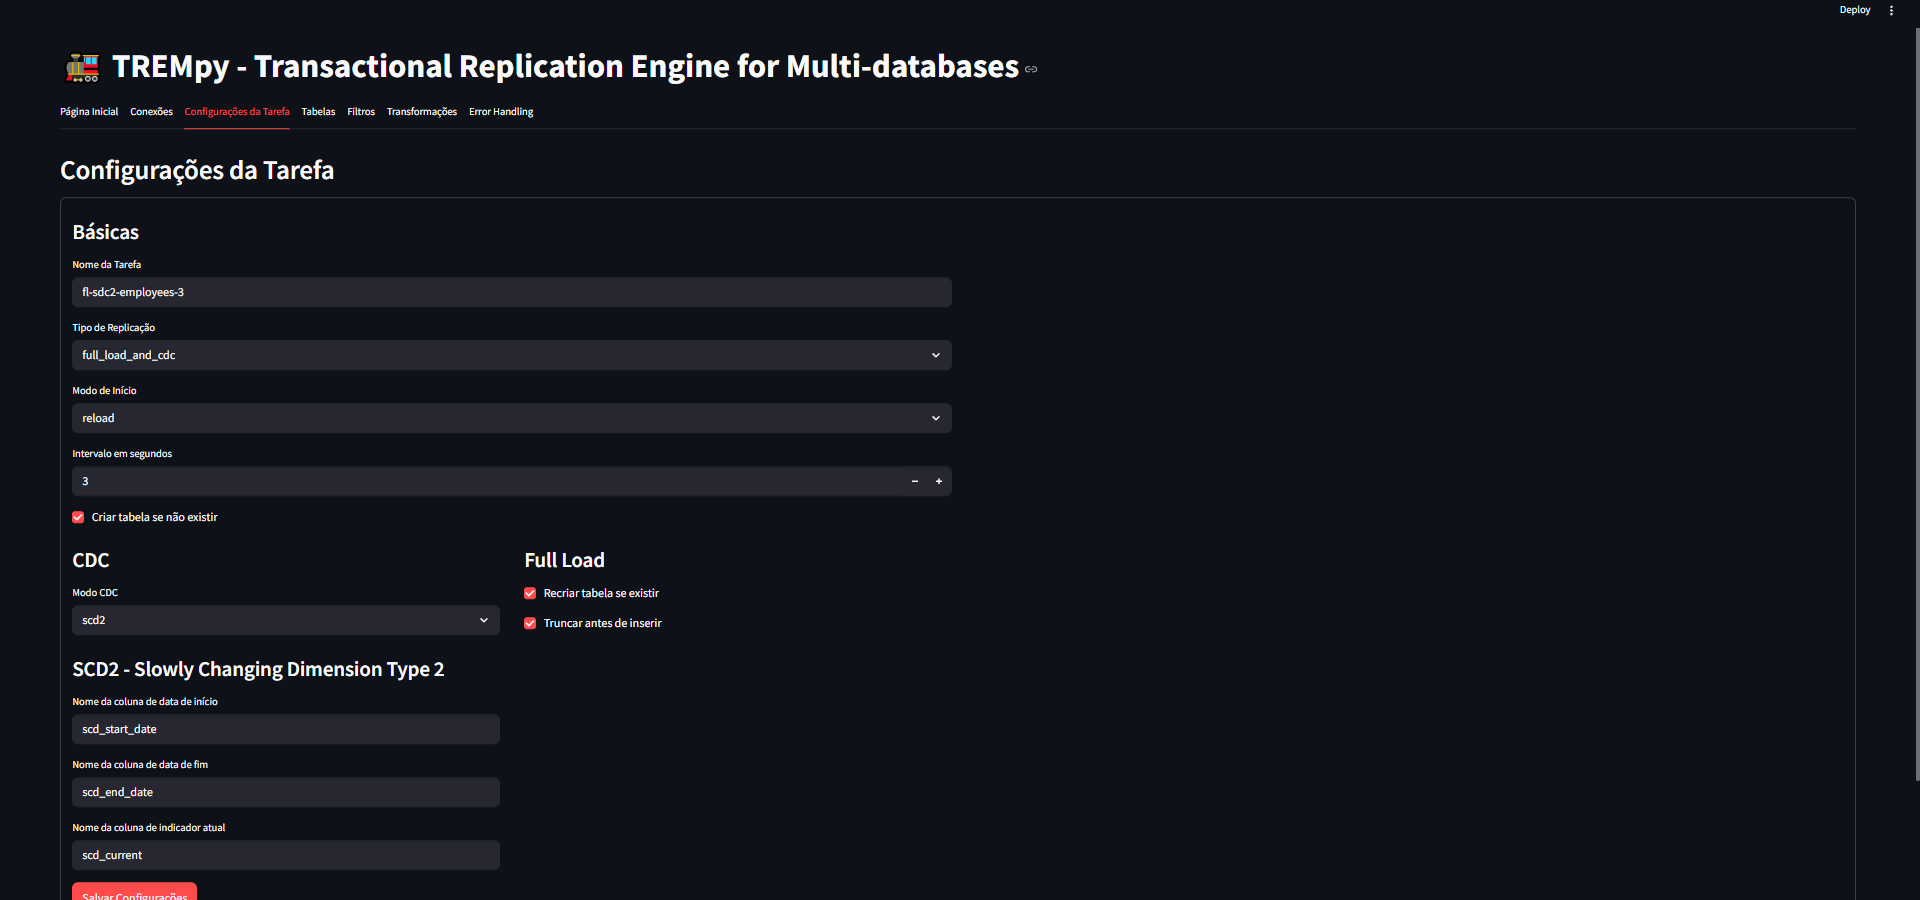 Deploy
TREMpy - Transactional Replication Engine for Multi-databases
Página Inicial Conexões Configurações da Tarefa Tabelas Filtros Transformações Error Handling
Configurações da Tarefa
Básicas
Nome da Tarefa
fl-sdc2-employees-3
Tipo de Replicação
full_load_and_cdc
Modo de Início
reload
Intervalo em segundos
3
Criar tabela se não existir
CDC
Modo CDC
scd2
Full Load
Recriar tabela se existir
Truncar antes de inserir
SCD2 - Slowly Changing Dimension Type 2
Nome da coluna de data de início
scd_start_date
Nome da coluna de data de fim
scd_end_date
Nome da coluna de indicador atual
scd_current
Salvar Configurações